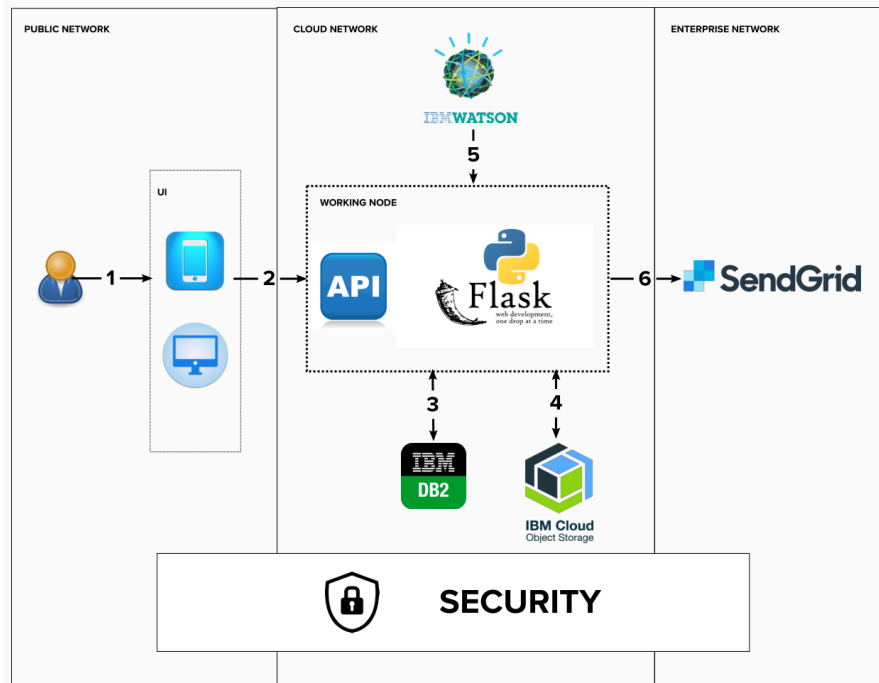 PUBLIC NETWORK
CLOUD NETWORK
ENTERPRISE NETWORK
IBMWATSON
5
UI
WORKING NODE
1
2
API
Flask
web development,
one drop at a time
6
SendGrid
3
4
IBM
DB2
IBM Cloud
Object Storage
SECURITY